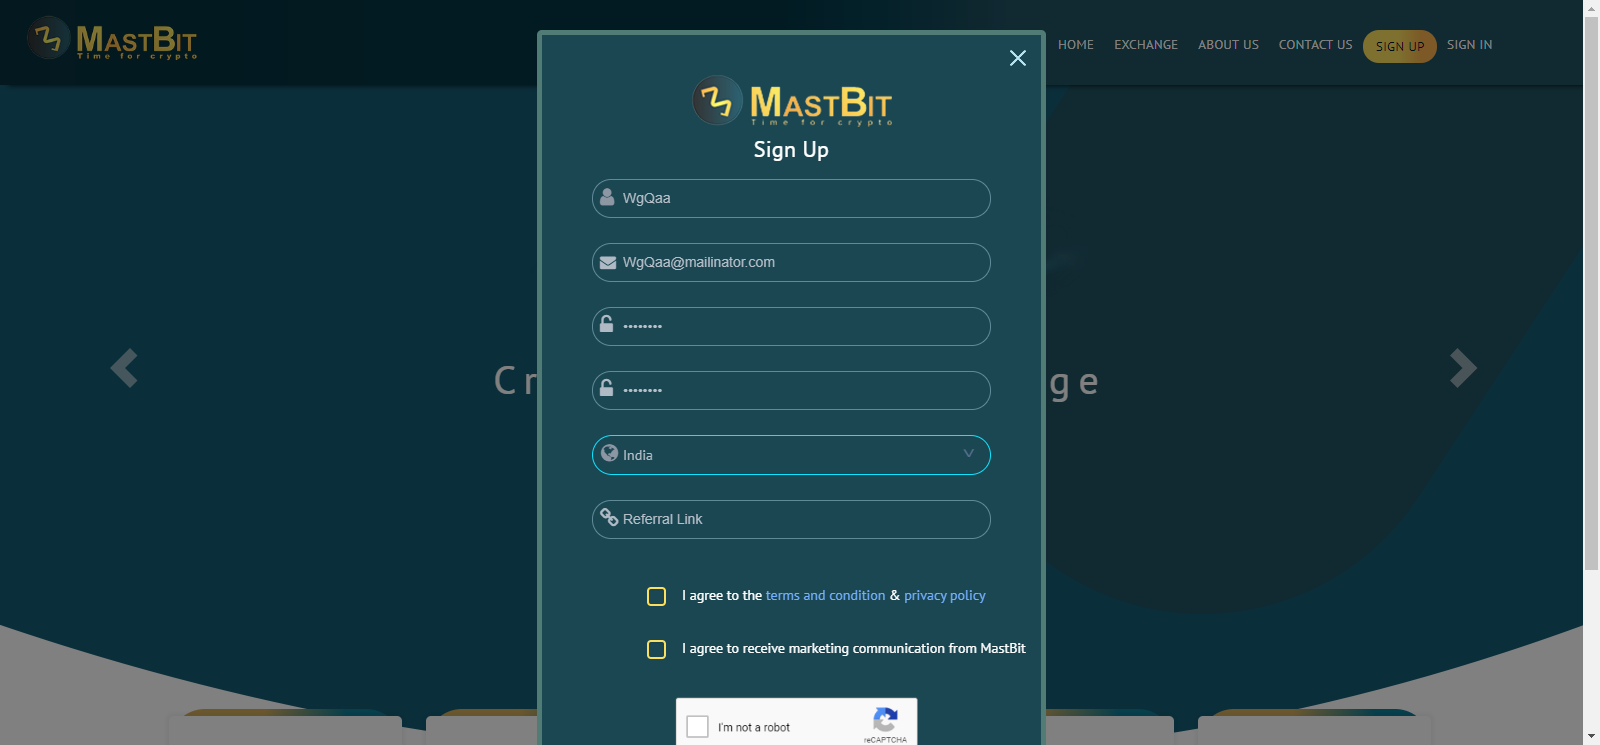 MASTBIT
Time for crypto
HOME
EXCHANGE
ABOUT US
CONTACT US
SIGN UP
SIGN IN
MASTBIT
Time for crypto
Sign Up
WgQaa
WgQaa@mailinator.com
••••••••
••••••••
India
Referral Link
Cr
ge
I agree to the terms and condition & privacy policy
I agree to receive marketing communication from MastBit
I'm not a robot
reCAPTCHA